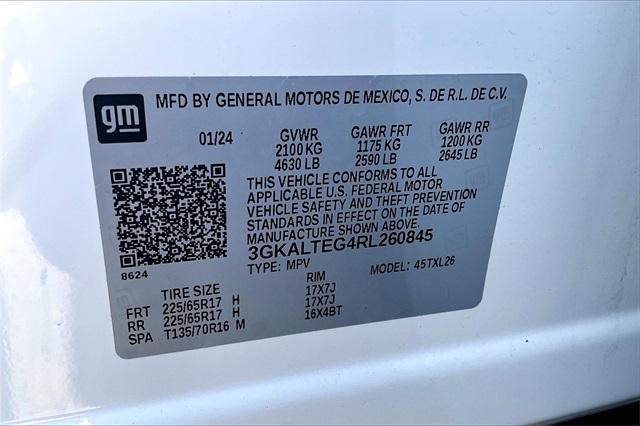 gm
MFD BY GENERAL MOTORS DE MEXICO, S. DE R.L. DE C.V.
01/24 GVWR GAWR FRT GAWR RR
2100 KG 1175 KG 1200 KG
4630 LB 2590 LB 2645 LB
THIS VEHICLE CONFORMS TO ALL
APPLICABLE U.S. FEDERAL MOTOR
VEHICLE SAFETY AND THEFT PREVENTION
STANDARDS IN EFFECT ON THE DATE OF
MANUFACTURE SHOWN ABOVE.
3GKALTEG4RL260845
8624
TYPE: MPV MODEL: 45TXL26
TIRE SIZE RIM
FRT 225/65R17 H 17X7J
RR 225/65R17 H 17X7J
SPA T135/70R16 M 16X4BT